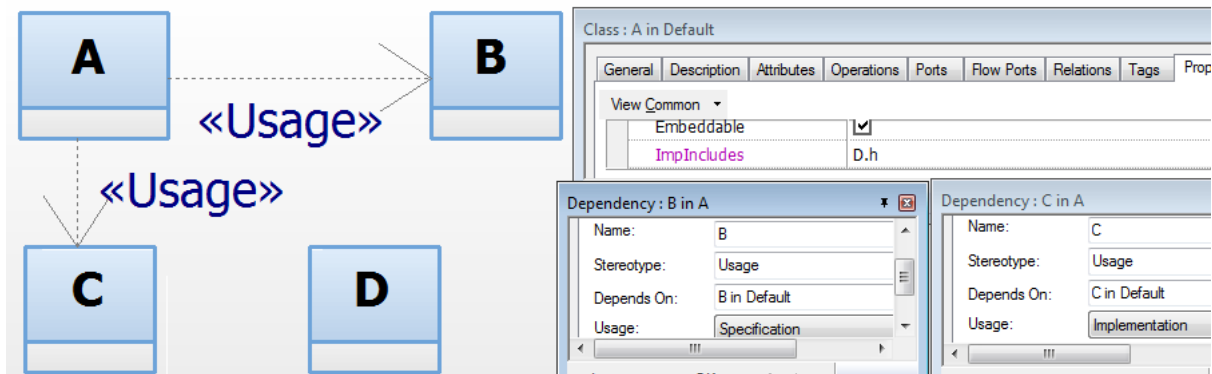 A
B
«Usage»
«Usage»
C
D
Class : A in Default
General Description Attributes Operations Ports Flow Ports Relations Tags Prop
View Common
Embeddable
ImpIncludes D.h
Dependency : B in A
Name: B
Stereotype: Usage
Depends On: B in Default
Usage: Specification
Dependency : C in A
Name: C
Stereotype: Usage
Depends On: C in Default
Usage: Implementation